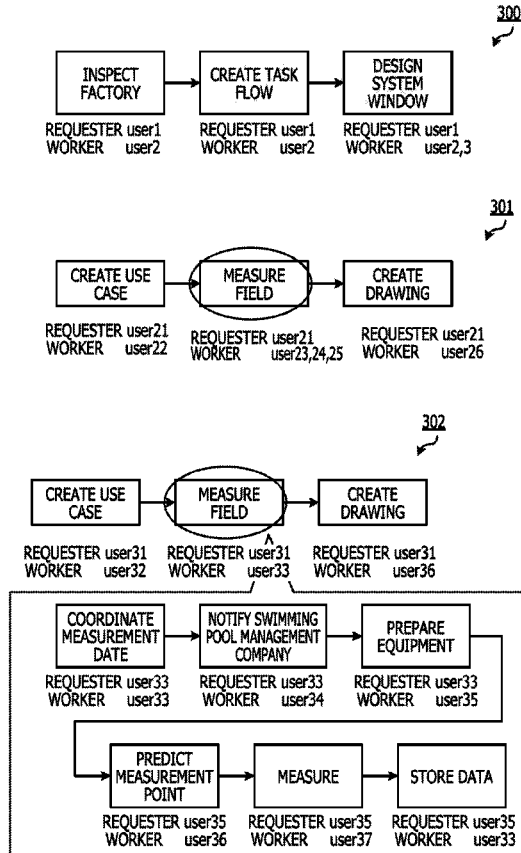 300
INSPECT
FACTORY
CREATE TASK
FLOW
DESIGN
SYSTEM
WINDOW
REQUESTER user1
WORKER user2
REQUESTER user1
WORKER user2
REQUESTER user1
WORKER user2,3
301
CREATE USE
CASE
MEASURE
FIELD
CREATE
DRAWING
REQUESTER user21
WORKER user22
REQUESTER user21
WORKER user23,24,25
REQUESTER user21
WORKER user26
302
CREATE USE
CASE
MEASURE
FIELD
CREATE
DRAWING
REQUESTER user31
WORKER user32
REQUESTER user31
WORKER user33
REQUESTER user31
WORKER user36
COORDINATE
MEASUREMENT
DATE
NOTIFY SWIMMING
POOL MANAGEMENT
COMPANY
PREPARE
EQUIPMENT
REQUESTER user33
WORKER user33
REQUESTER user33
WORKER user34
REQUESTER user33
WORKER user35
PREDICT
MEASUREMENT
POINT
MEASURE
STORE DATA
REQUESTER user35
WORKER user36
REQUESTER user35
WORKER user37
REQUESTER user35
WORKER user33